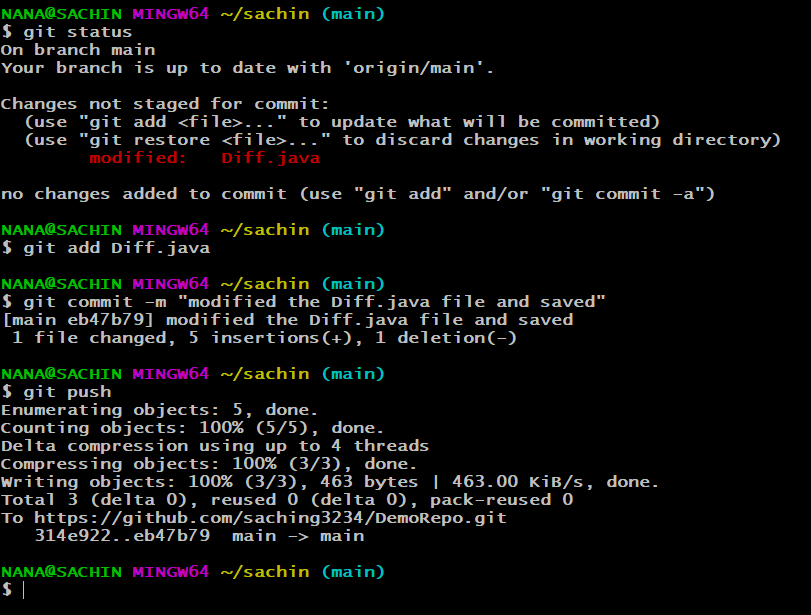 NANA@SACHIN MINGW64 ~/sachin (main)
$ git status
On branch main
Your branch is up to date with 'origin/main'.

Changes not staged for commit:
  (use "git add <file>..." to update what will be committed)
  (use "git restore <file>..." to discard changes in working directory)
        modified:   Diff.java

no changes added to commit (use "git add" and/or "git commit -a")

NANA@SACHIN MINGW64 ~/sachin (main)
$ git add Diff.java

NANA@SACHIN MINGW64 ~/sachin (main)
$ git commit -m "modified the Diff.java file and saved"
[main eb47b79] modified the Diff.java file and saved
 1 file changed, 5 insertions(+), 1 deletion(-)

NANA@SACHIN MINGW64 ~/sachin (main)
$ git push
Enumerating objects: 5, done.
Counting objects: 100% (5/5), done.
Delta compression using up to 4 threads
Compressing objects: 100% (3/3), done.
Writing objects: 100% (3/3), 463 bytes | 463.00 KiB/s, done.
Total 3 (delta 0), reused 0 (delta 0), pack-reused 0
To https://github.com/saching3234/DemoRepo.git
   314e922..eb47b79  main -> main

NANA@SACHIN MINGW64 ~/sachin (main)
$